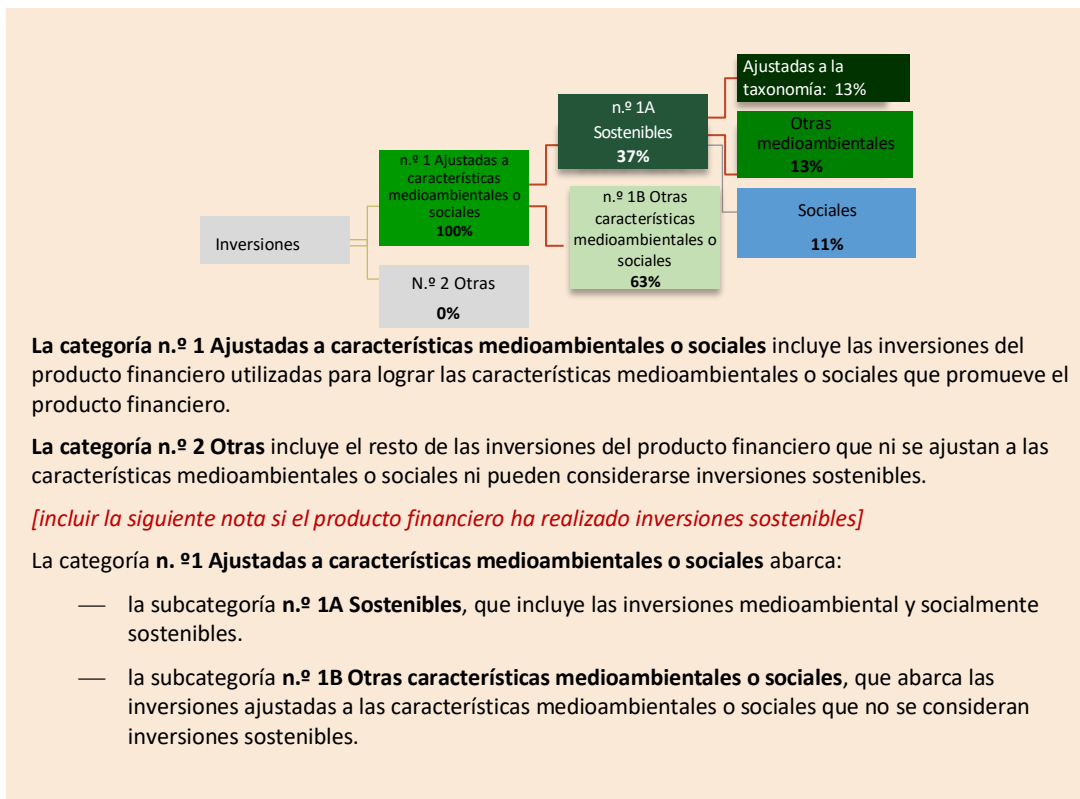 Inversiones
n.º 1 Ajustadas a
características
medioambientales o
sociales
100%
N.º 2 Otras
0%
n.º 1A
Sostenibles
37%
n.º 1B Otras
características
medioambientales o
sociales
63%
Ajustadas a la
taxonomía: 13%
Otras
medioambientales
13%
Sociales
11%
La categoría n.º 1 Ajustadas a características medioambientales o sociales incluye las inversiones del
producto financiero utilizadas para lograr las características medioambientales o sociales que promueve el
producto financiero.
La categoría n.º 2 Otras incluye el resto de las inversiones del producto financiero que ni se ajustan a las
características medioambientales o sociales ni pueden considerarse inversiones sostenibles.
[incluir la siguiente nota si el producto financiero ha realizado inversiones sostenibles]
La categoría n. º1 Ajustadas a características medioambientales o sociales abarca:
— la subcategoría n.º 1A Sostenibles, que incluye las inversiones medioambiental y socialmente
sostenibles.
— la subcategoría n.º 1B Otras características medioambientales o sociales, que abarca las
inversiones ajustadas a las características medioambientales o sociales que no se consideran
inversiones sostenibles.